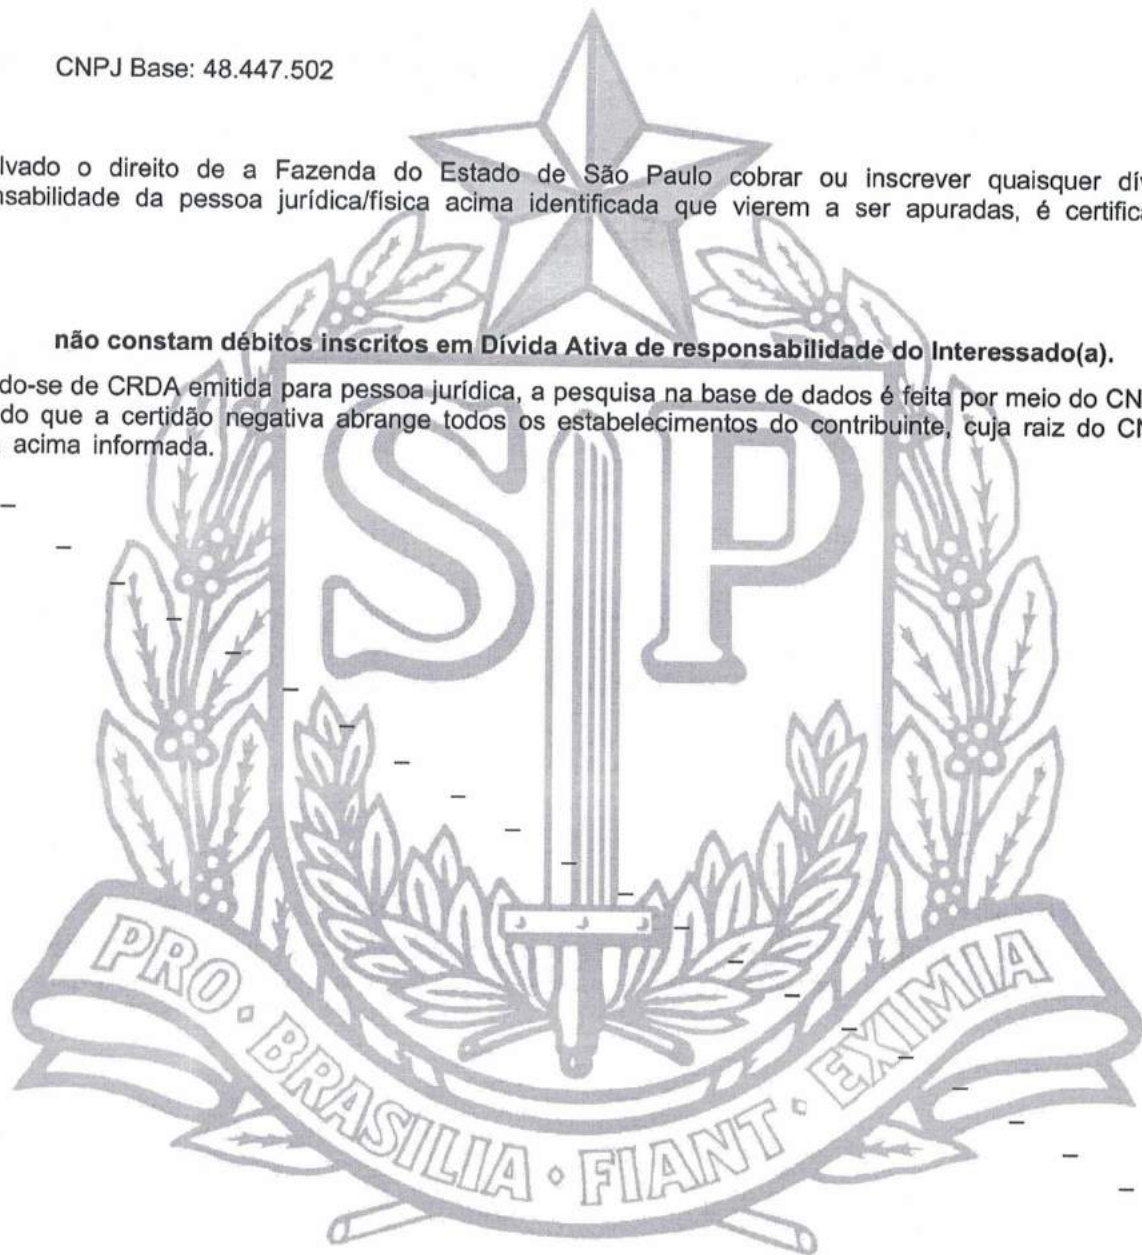 CNPJ Base: 48.447.502
lvado o direito de a Fazenda do Estado de São Paulo cobrar ou inscrever quaisquer dí
nsabilidade da pessoa jurídica/física acima identificada que vierem a ser apuradas, é certific
não constam débitos inscritos em Dívida Ativa de responsabilidade do Interessado(a).
do-se de CRDA emitida para pessoa jurídica, a pesquisa na base de dados é feita por meio do CN
do que a certidão negativa abrange todos os estabelecimentos do contribuinte, cuja raiz do CN
acima informada.
SP
PRO · BRASILIA · FIANT · EXIMIA